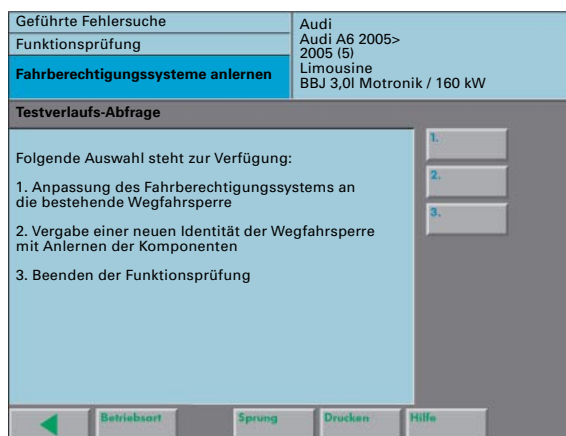 Geführte Fehlersuche
Funktionsprüfung
Fahrberechtigungssysteme anlernen
Audi
Audi A6 2005>
2005 (5)
Limousine
BBJ 3,0l Motronik / 160 kW
Testverlaufs-Abfrage
Folgende Auswahl steht zur Verfügung:
1. Anpassung des Fahrberechtigungssystems an
die bestehende Wegfahrsperre
2. Vergabe einer neuen Identität der Wegfahrsperre
mit Anlernen der Komponenten
3. Beenden der Funktionsprüfung
1.
2.
3.
Betriebsart
Sprung
Drucken
Hilfe